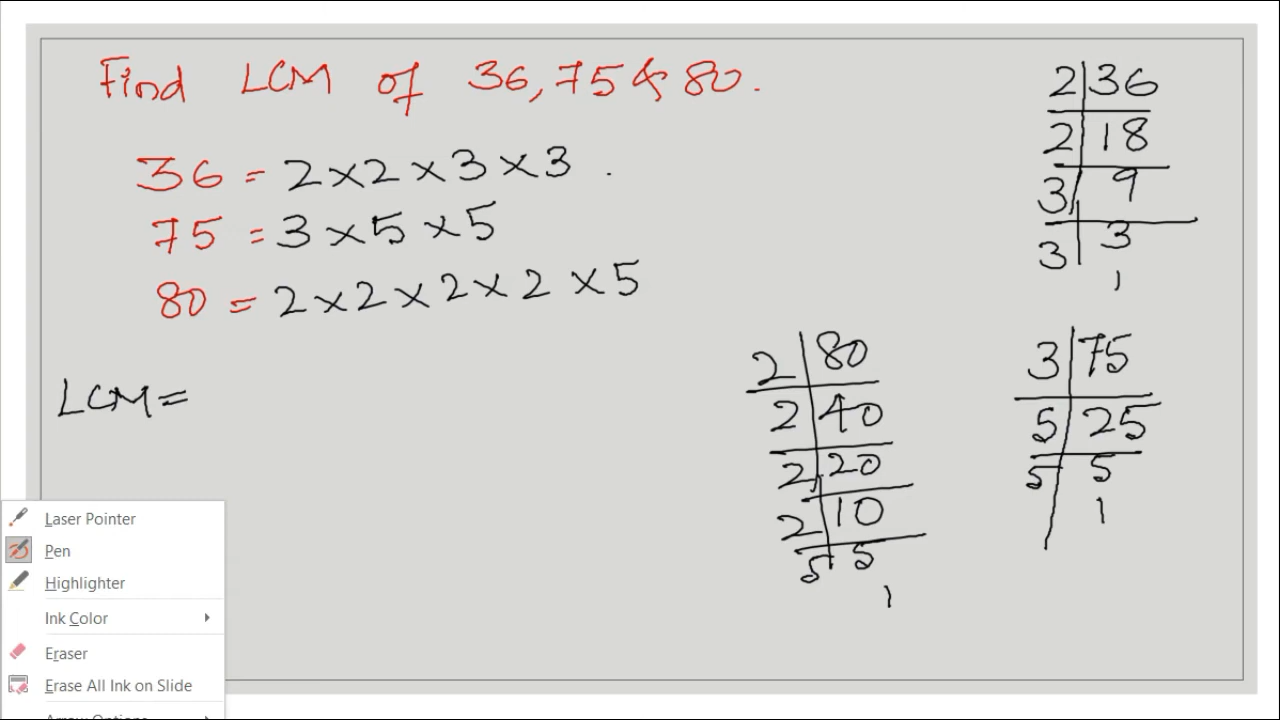 Find LCM of 36, 75 & 80.
36 = 2 × 2 × 3 × 3 .
75 = 3 × 5 × 5
80 = 2 × 2 × 2 × 2 × 5
LCM =
2 36
2 18
3 9
3 3
1
2 80
2 40
2 20
2 10
5 5
1
3 75
5 25
5 5
1
Laser Pointer
Pen
Highlighter
Ink Color
Eraser
Erase All Ink on Slide
Arrow Options